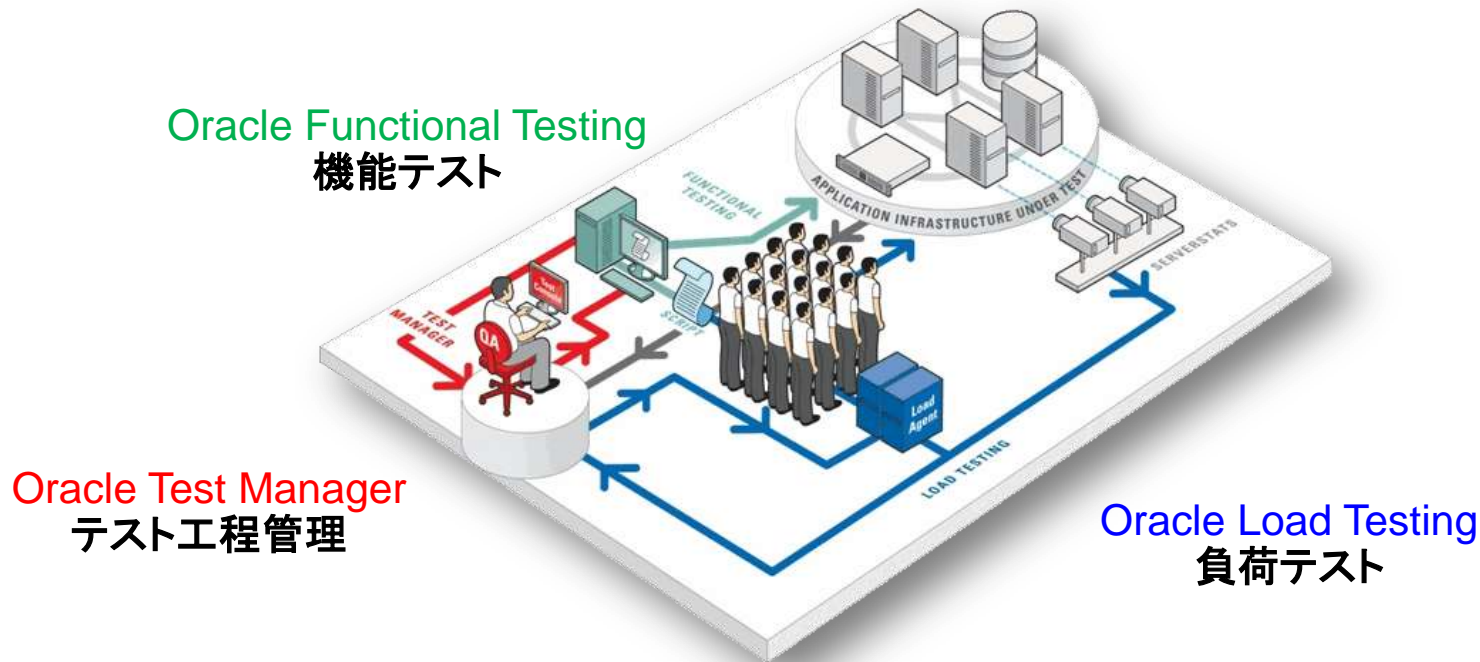 Oracle Functional Testing
機能テスト
FUNCTIONAL
TESTING
APPLICATION INFRASTRUCTURE UNDER TEST
SERVERSTATS
Test
Console
TEST
MANAGER
QA
SCRIPT
Load
Agent
LOAD TESTING
Oracle Test Manager
テスト工程管理
Oracle Load Testing
負荷テスト